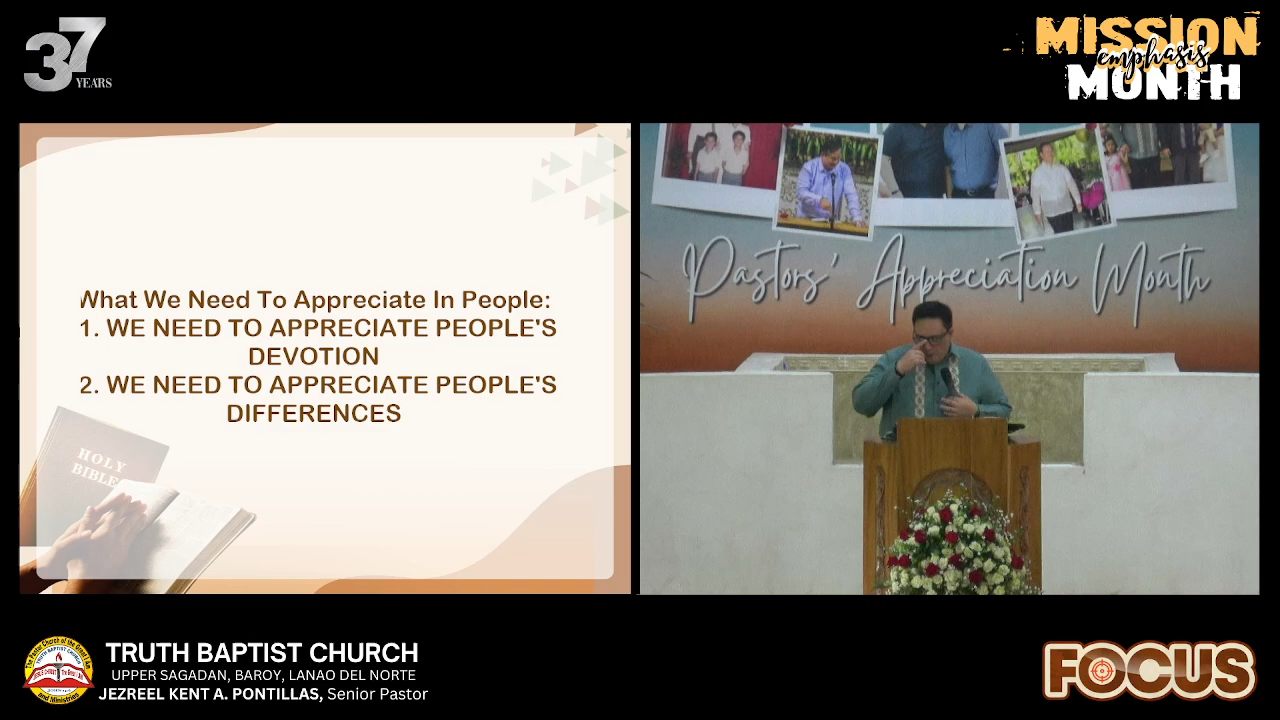 37
YEARS
MISSION
emphasis
MONTH
What We Need To Appreciate In People:
1. WE NEED TO APPRECIATE PEOPLE'S
DEVOTION
2. WE NEED TO APPRECIATE PEOPLE'S
DIFFERENCES
HOLY
BIBLE
Pastors' Appreciation Month
TRUTH BAPTIST CHURCH
UPPER SAGADAN, BAROY, LANAO DEL NORTE
JEZREEL KENT A. PONTILLAS, Senior Pastor
FOCUS